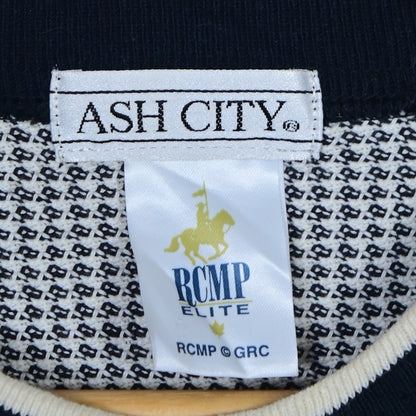 ASH CITY®
RCMP
ELITE
RCMP © GRC